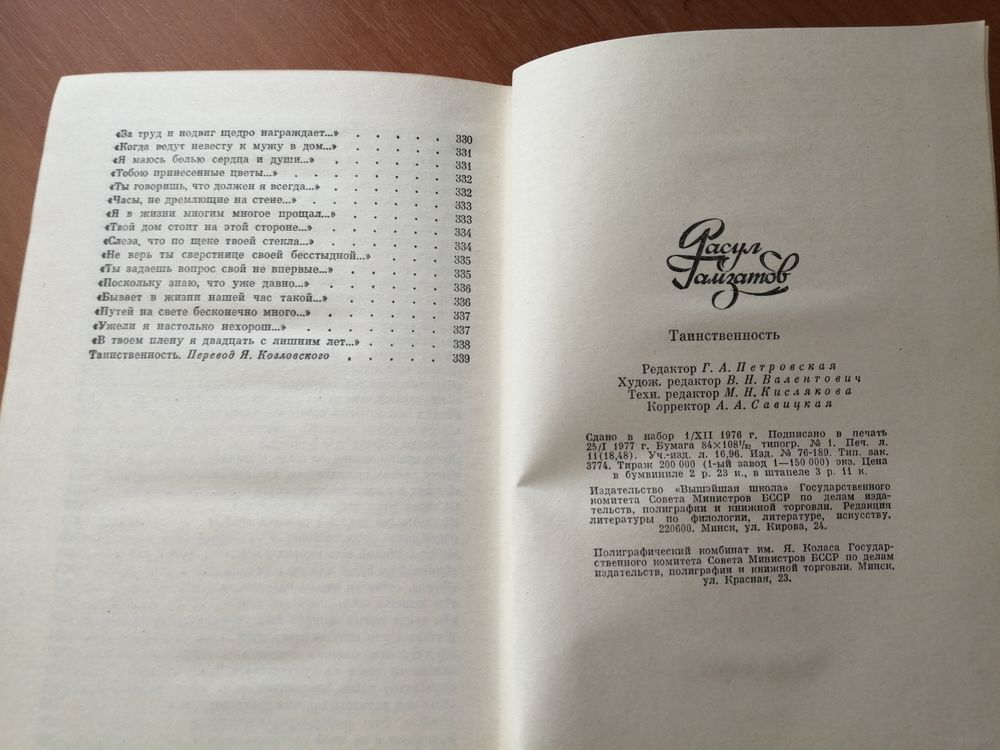 «За труд и подвиг щедро награждает...» . . . . . 330
«Когда ведут невесту к мужу в дом...» . . . . . 331
«Я маюсь болью сердца и души...» . . . . . 331
«Тобою принесенные цветы...» . . . . . . 332
«Ты говоришь, что должен я всегда...» . . . . . 332
«Часы, не дремлющие на стене...» . . . . . . 333
«Я в жизни многим многое прощал...» . . . . . 333
«Твой дом стоит на этой стороне...» . . . . . 334
«Слеза, что по щеке твоей стекла...» . . . . . 334
«Не верь ты сверстнице своей бесстыдной...» . . . . 335
«Ты задаешь вопрос свой не впервые...» . . . . . 335
«Поскольку знаю, что уже давно...» . . . . . . 336
«Бывает в жизни нашей час такой...» . . . . . 336
«Путей на свете бесконечно много...» . . . . . 337
«Ужели я настолько нехорош...» . . . . . . 337
«В твоем плену я двадцать с лишним лет...» . . . . 338
Таинственность. Перевод Я. Козловского . . . . . 339
Расул
Гамзатов
Таинственность
Редактор Г. А. Петровская
Худож. редактор В. Н. Валентович
Техн. редактор М. Н. Кислякова
Корректор А. А. Савицкая
Сдано в набор 1/XII 1976 г. Подписано в печать
25/I 1977 г. Бумага 84×108¹/₃₂ типогр. № 1. Печ. л.
11(18,48). Уч.-изд. л. 16,96. Изд. № 76-189. Тип. зак.
3774. Тираж 200 000 (1-ый завод 1—150 000) экз. Цена
в бумвиниле 2 р. 23 к., в штапеле 3 р. 11 к.
Издательство «Вышэйшая школа» Государственного
комитета Совета Министров БССР по делам изда-
тельств, полиграфии и книжной торговли. Редакция
литературы по филологии, литературе, искусству.
220600. Минск, ул. Кирова, 24.
Полиграфический комбинат им. Я. Коласа Государ-
ственного комитета Совета Министров БССР по делам
издательств, полиграфии и книжной торговли. Минск,
ул. Красная, 23.